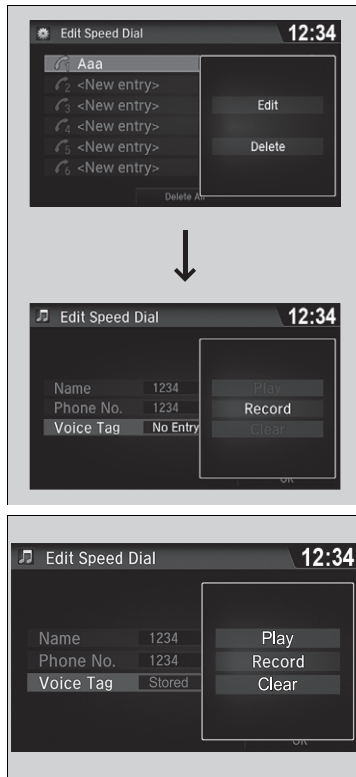 Edit Speed Dial 12:34
1 Aaa
2 <New entry>
3 <New entry>
4 <New entry>
5 <New entry>
6 <New entry>
Edit
Delete
Delete All
Edit Speed Dial 12:34
Name 1234
Phone No. 1234
Voice Tag No Entry
Play
Record
Clear
OK
Edit Speed Dial 12:34
Name 1234
Phone No. 1234
Voice Tag Stored
Play
Record
Clear
OK